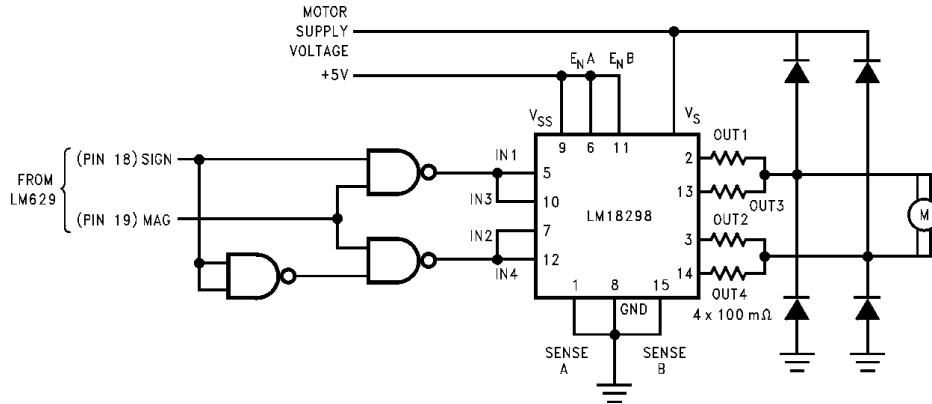 MOTOR
SUPPLY
VOLTAGE
+5V
ENA
ENB
VSS
VS
9
6
11
OUT1
FROM
LM629
(PIN 18) SIGN
(PIN 19) MAG
IN1
IN3
IN2
IN4
5
10
7
12
LM18298
2
13
3
14
OUT3
OUT2
OUT4
4 x 100 mΩ
M
1
8
15
GND
SENSE
A
SENSE
B